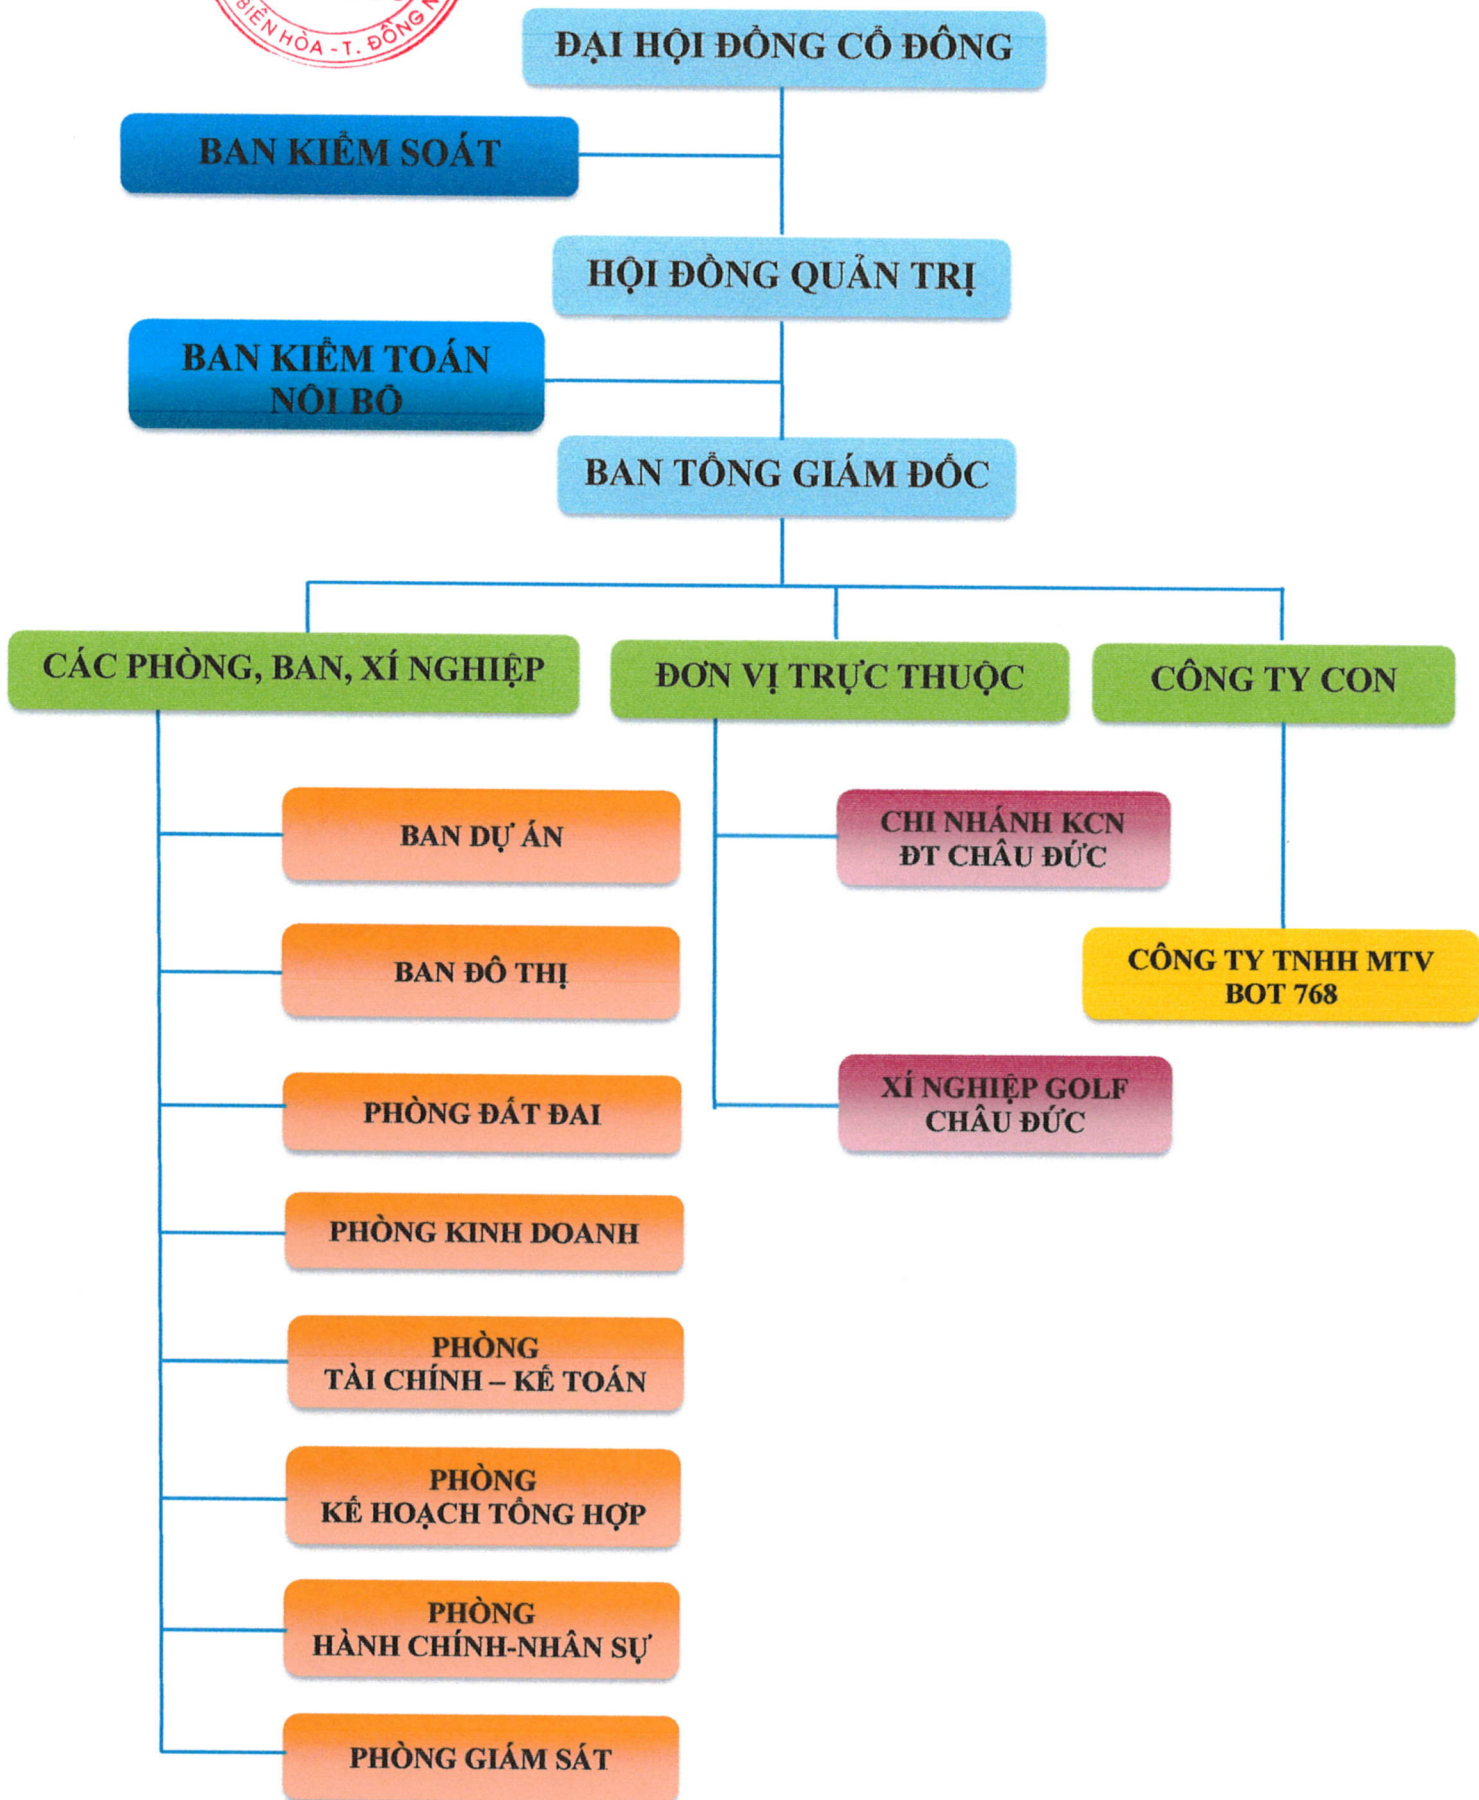 BIÊN HÒA - T. ĐỒNG N
ĐẠI HỘI ĐỒNG CỔ ĐÔNG
BAN KIỂM SOÁT
HỘI ĐỒNG QUẢN TRỊ
BAN KIỂM TOÁN
NỘI BỘ
BAN TỔNG GIÁM ĐỐC
CÁC PHÒNG, BAN, XÍ NGHIỆP
ĐƠN VỊ TRỰC THUỘC
CÔNG TY CON
BAN DỰ ÁN
BAN ĐÔ THỊ
PHÒNG ĐẤT ĐAI
PHÒNG KINH DOANH
PHÒNG
TÀI CHÍNH – KẾ TOÁN
PHÒNG
KẾ HOẠCH TỔNG HỢP
PHÒNG
HÀNH CHÍNH-NHÂN SỰ
PHÒNG GIÁM SÁT
CHI NHÁNH KCN
ĐT CHÂU ĐỨC
XÍ NGHIỆP GOLF
CHÂU ĐỨC
CÔNG TY TNHH MTV
BOT 768